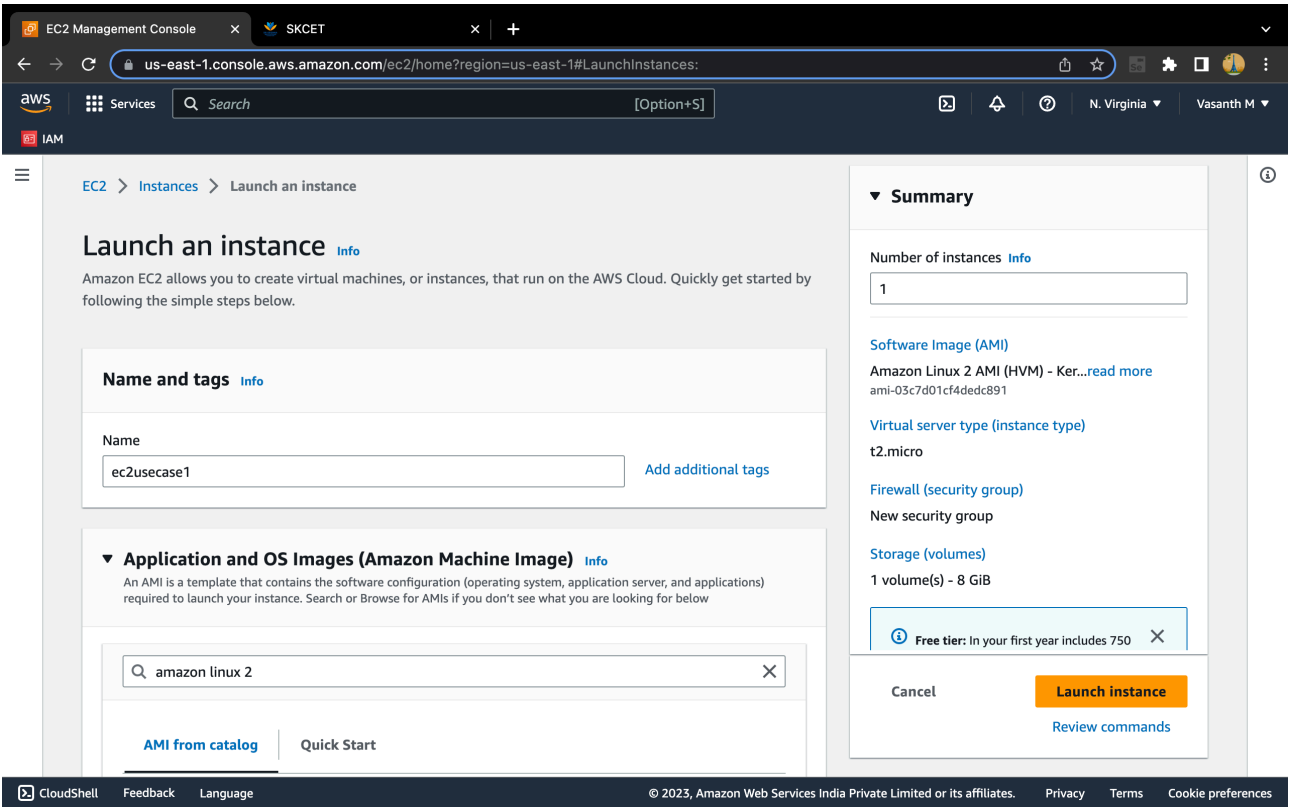 EC2 Management Console
SKCET
us-east-1.console.aws.amazon.com/ec2/home?region=us-east-1#LaunchInstances:
aws
Services
Search
[Option+S]
N. Virginia
Vasanth M
IAM
EC2
Instances
Launch an instance
Launch an instance Info
Amazon EC2 allows you to create virtual machines, or instances, that run on the AWS Cloud. Quickly get started by
following the simple steps below.
Name and tags Info
Name
ec2usecase1
Add additional tags
Application and OS Images (Amazon Machine Image) Info
An AMI is a template that contains the software configuration (operating system, application server, and applications)
required to launch your instance. Search or Browse for AMIs if you don't see what you are looking for below
amazon linux 2
AMI from catalog
Quick Start
Summary
Number of instances Info
1
Software Image (AMI)
Amazon Linux 2 AMI (HVM) - Ker...read more
ami-03c7d01cf4dedc891
Virtual server type (instance type)
t2.micro
Firewall (security group)
New security group
Storage (volumes)
1 volume(s) - 8 GiB
Free tier: In your first year includes 750
Cancel
Launch instance
Review commands
CloudShell
Feedback
Language
© 2023, Amazon Web Services India Private Limited or its affiliates.
Privacy
Terms
Cookie preferences